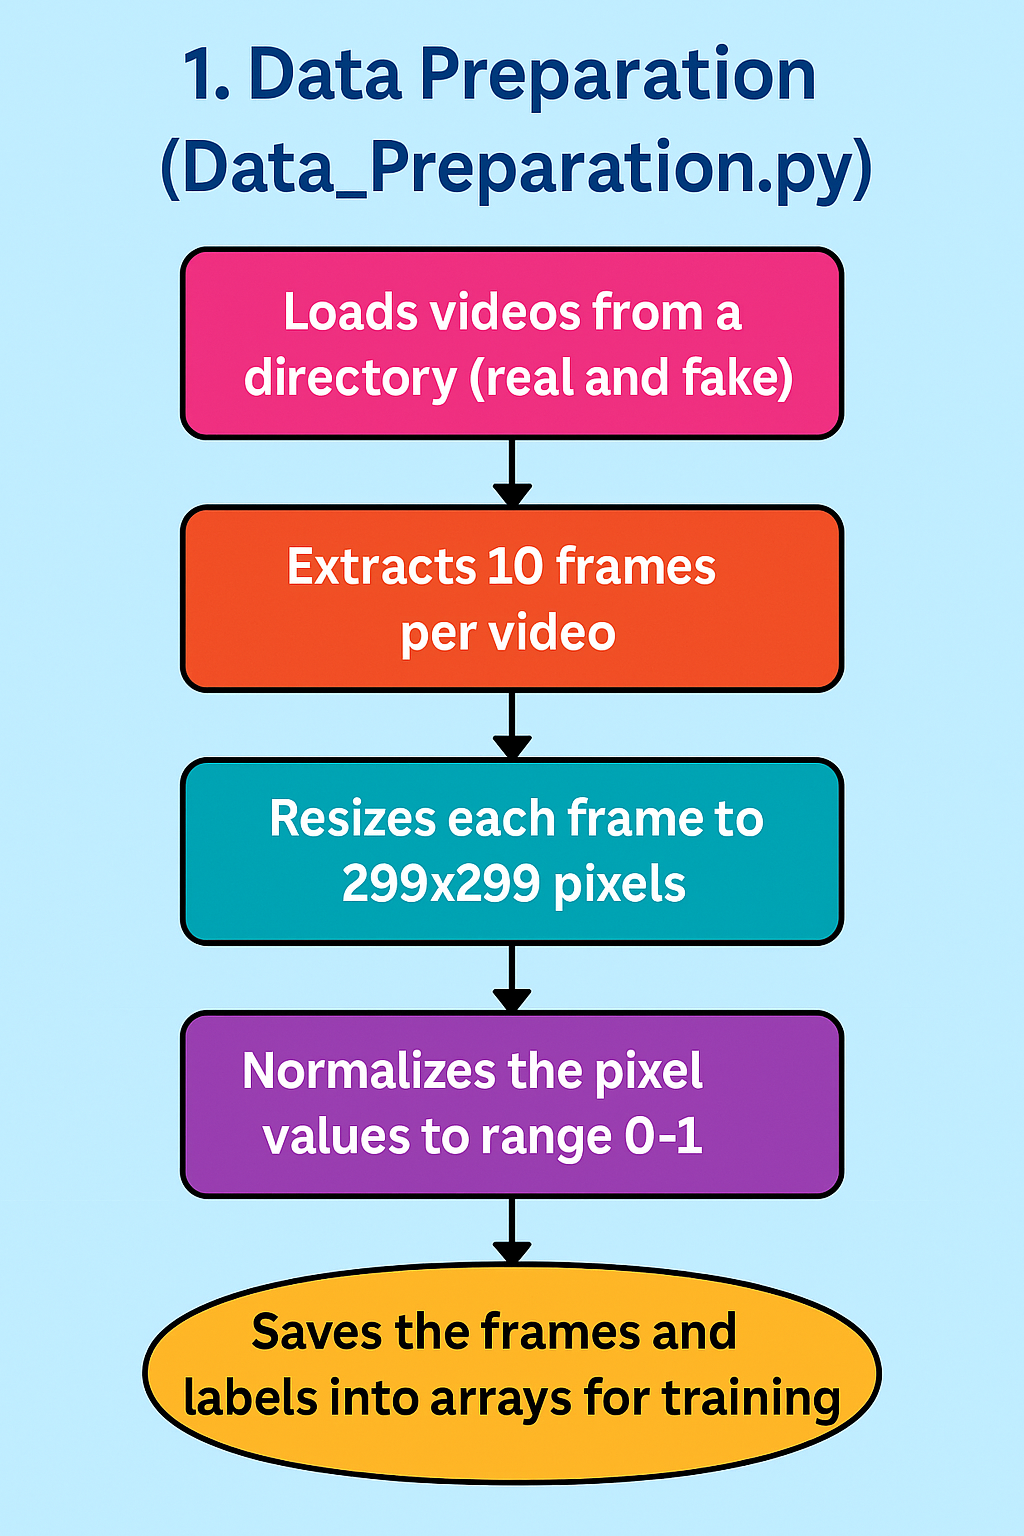 1. Data Preparation
(Data_Preparation.py)
Loads videos from a
directory (real and fake)
Extracts 10 frames
per video
Resizes each frame to
299x299 pixels
Normalizes the pixel
values to range 0-1
Saves the frames and
labels into arrays for training